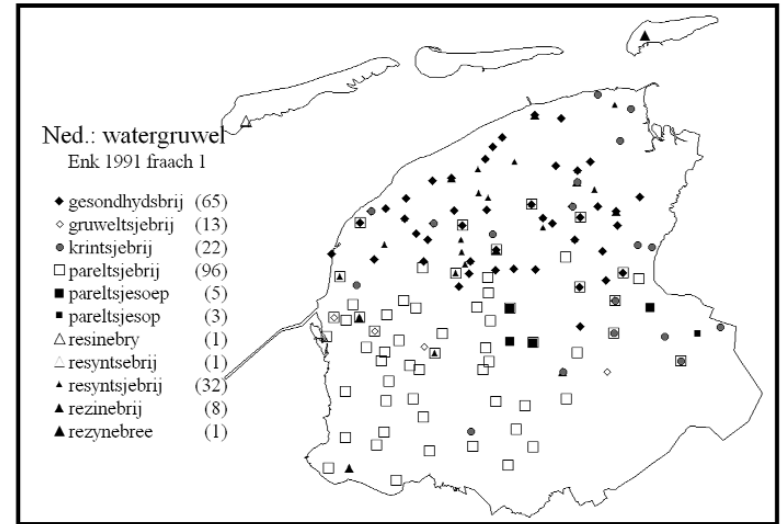 Ned.: watergruwel
Enk 1991 fraach 1
gesondhydsbrij (65)
gruweltsjebrij (13)
krintsjebrij (22)
pareltsjebrij (96)
pareltsjesoep (5)
pareltsjesop (3)
resinebry (1)
resyntsebrij (1)
resyntsjebrij (32)
rezinebrij (8)
rezynebree (1)